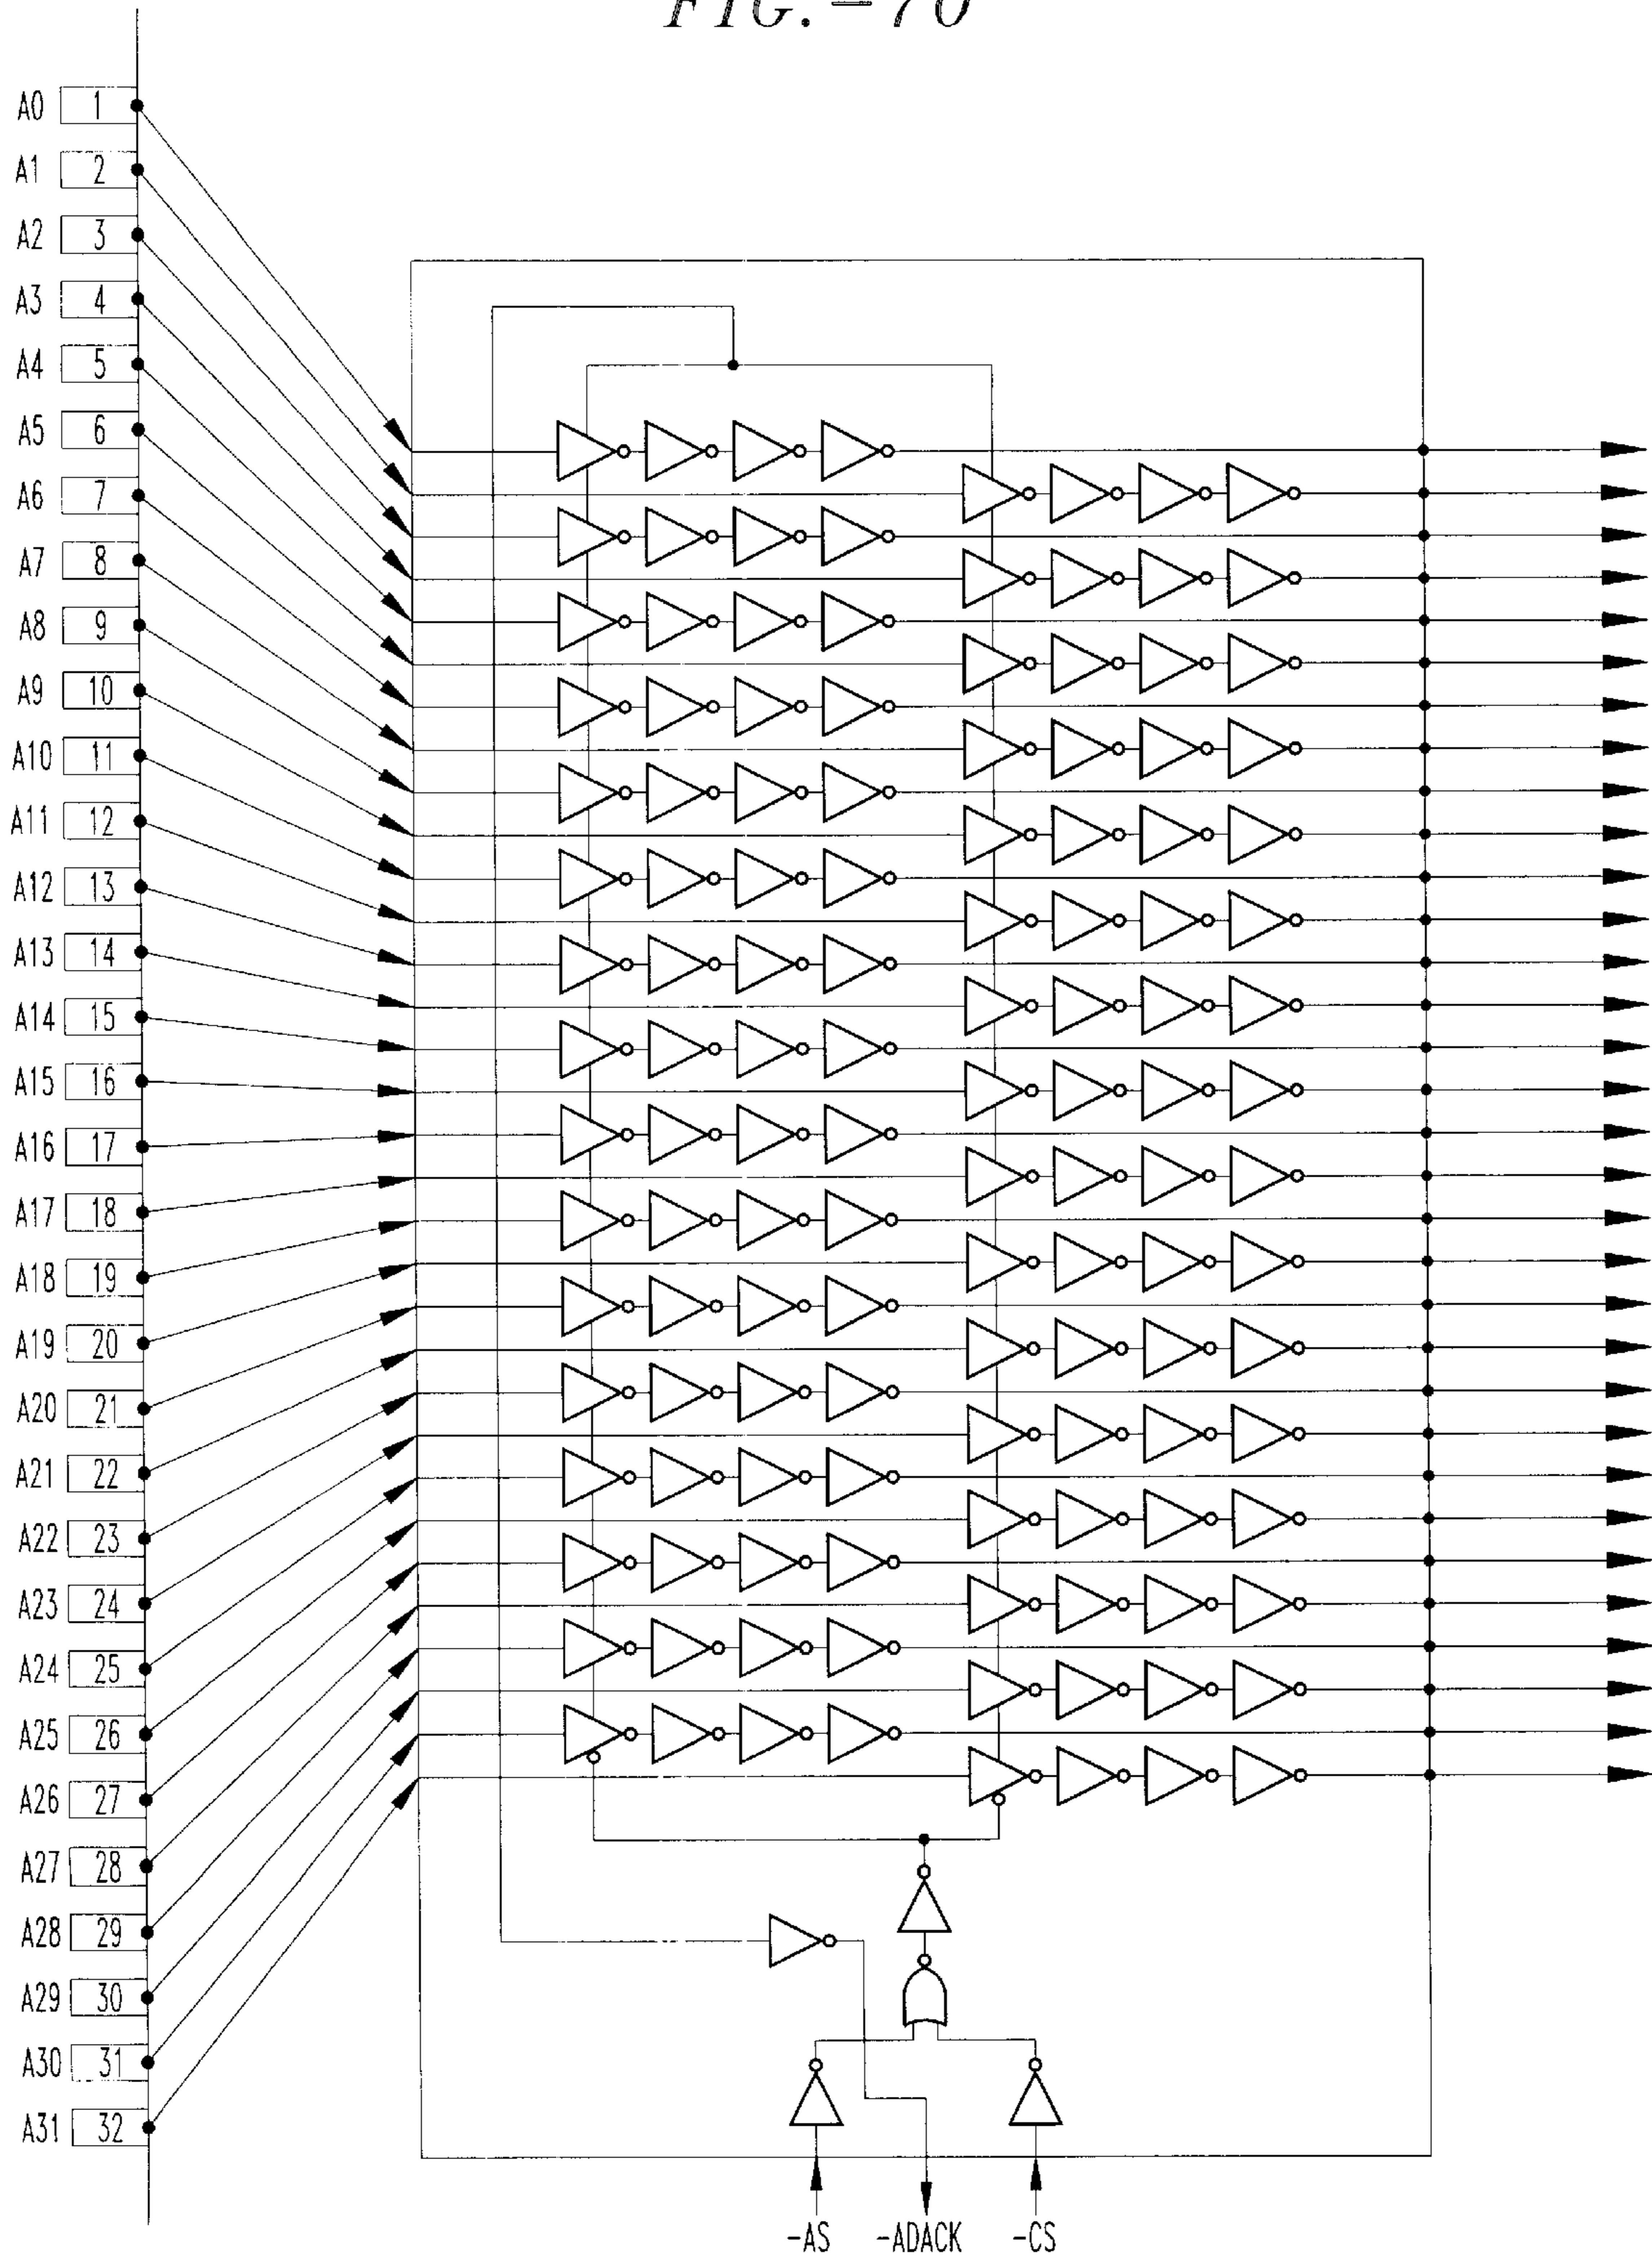 FIG.-70
A0 1
A1 2
A2 3
A3 4
A4 5
A5 6
A6 7
A7 8
A8 9
A9 10
A10 11
A11 12
A12 13
A13 14
A14 15
A15 16
A16 17
A17 18
A18 19
A19 20
A20 21
A21 22
A22 23
A23 24
A24 25
A25 26
A26 27
A27 28
A28 29
A29 30
A30 31
A31 32
-AS -ADACK -CS